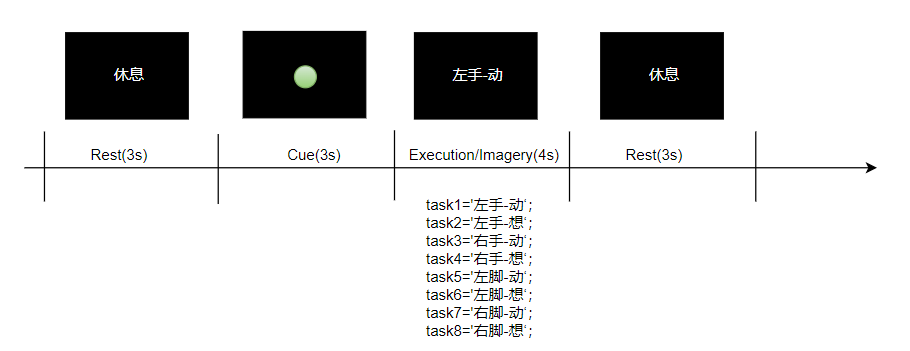 休息
左手-动
休息
Rest(3s)
Cue(3s)
Execution/Imagery(4s)
Rest(3s)
task1='左手-动‘;
task2='左手-想‘;
task3='右手-动‘;
task4='右手-想‘;
task5='左脚-动‘;
task6='左脚-想‘;
task7='右脚-动‘;
task8='右脚-想‘;